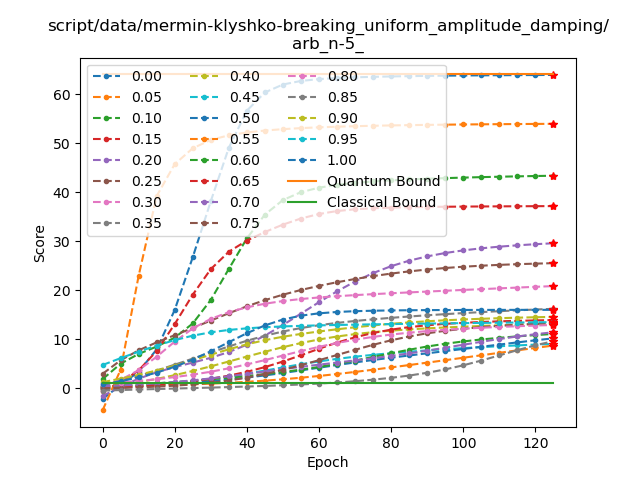 script/data/mermin-klyshko-breaking_uniform_amplitude_damping/
arb_n-5_
0.00 0.40 0.80
0.05 0.45 0.85
0.10 0.50 0.90
0.15 0.55 0.95
0.20 0.60 1.00
0.25 0.65 Quantum Bound
0.30 0.70 Classical Bound
0.35 0.75
60
50
40
30
20
10
0
Score
0 20 40 60 80 100 120
Epoch